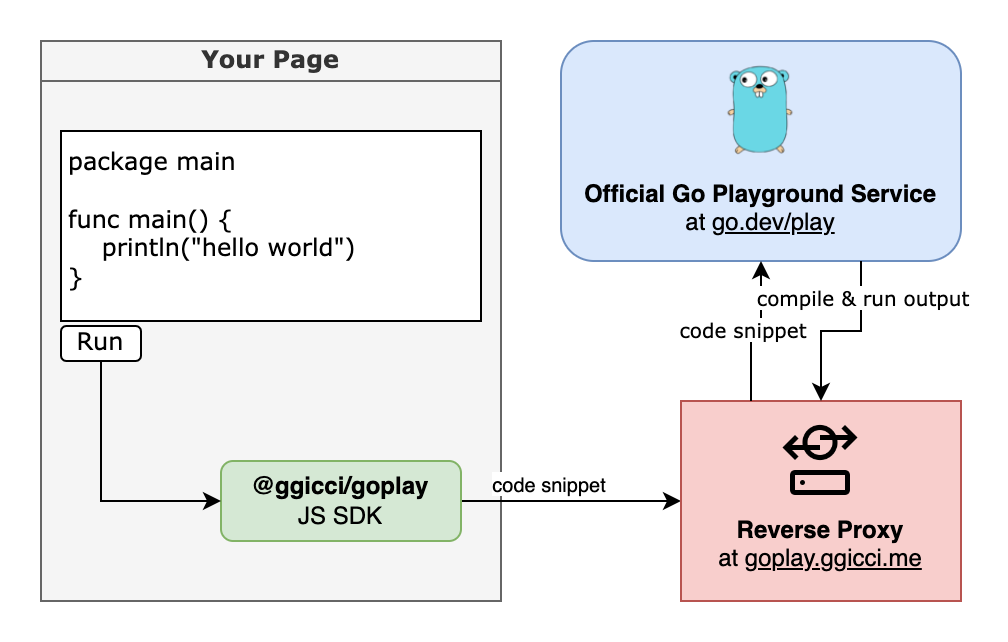 Your Page
package main
func main() {
    println("hello world")
}
Run
@ggicci/goplay
JS SDK
code snippet
Official Go Playground Service
at go.dev/play
compile & run output
code snippet
Reverse Proxy
at goplay.ggicci.me